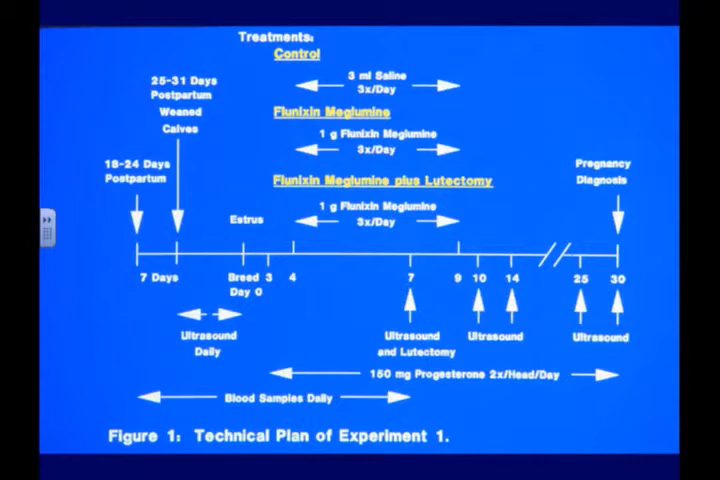 Treatments:
Control
3 ml Saline
3x/Day
25-31 Days
Postpartum
Weaned
Calves
Flunixin Meglumine
1 g Flunixin Meglumine
3x/Day
18-24 Days
Postpartum
Pregnancy
Diagnosis
Flunixin Meglumine plus Lutectomy
1 g Flunixin Meglumine
3x/Day
Estrus
7 Days
Breed 3 4 7 9 10 14 25 30
Day 0
Ultrasound
Daily
Ultrasound
and Lutectomy
Ultrasound
Ultrasound
150 mg Progesterone 2x/Head/Day
Blood Samples Daily
Figure 1: Technical Plan of Experiment 1.